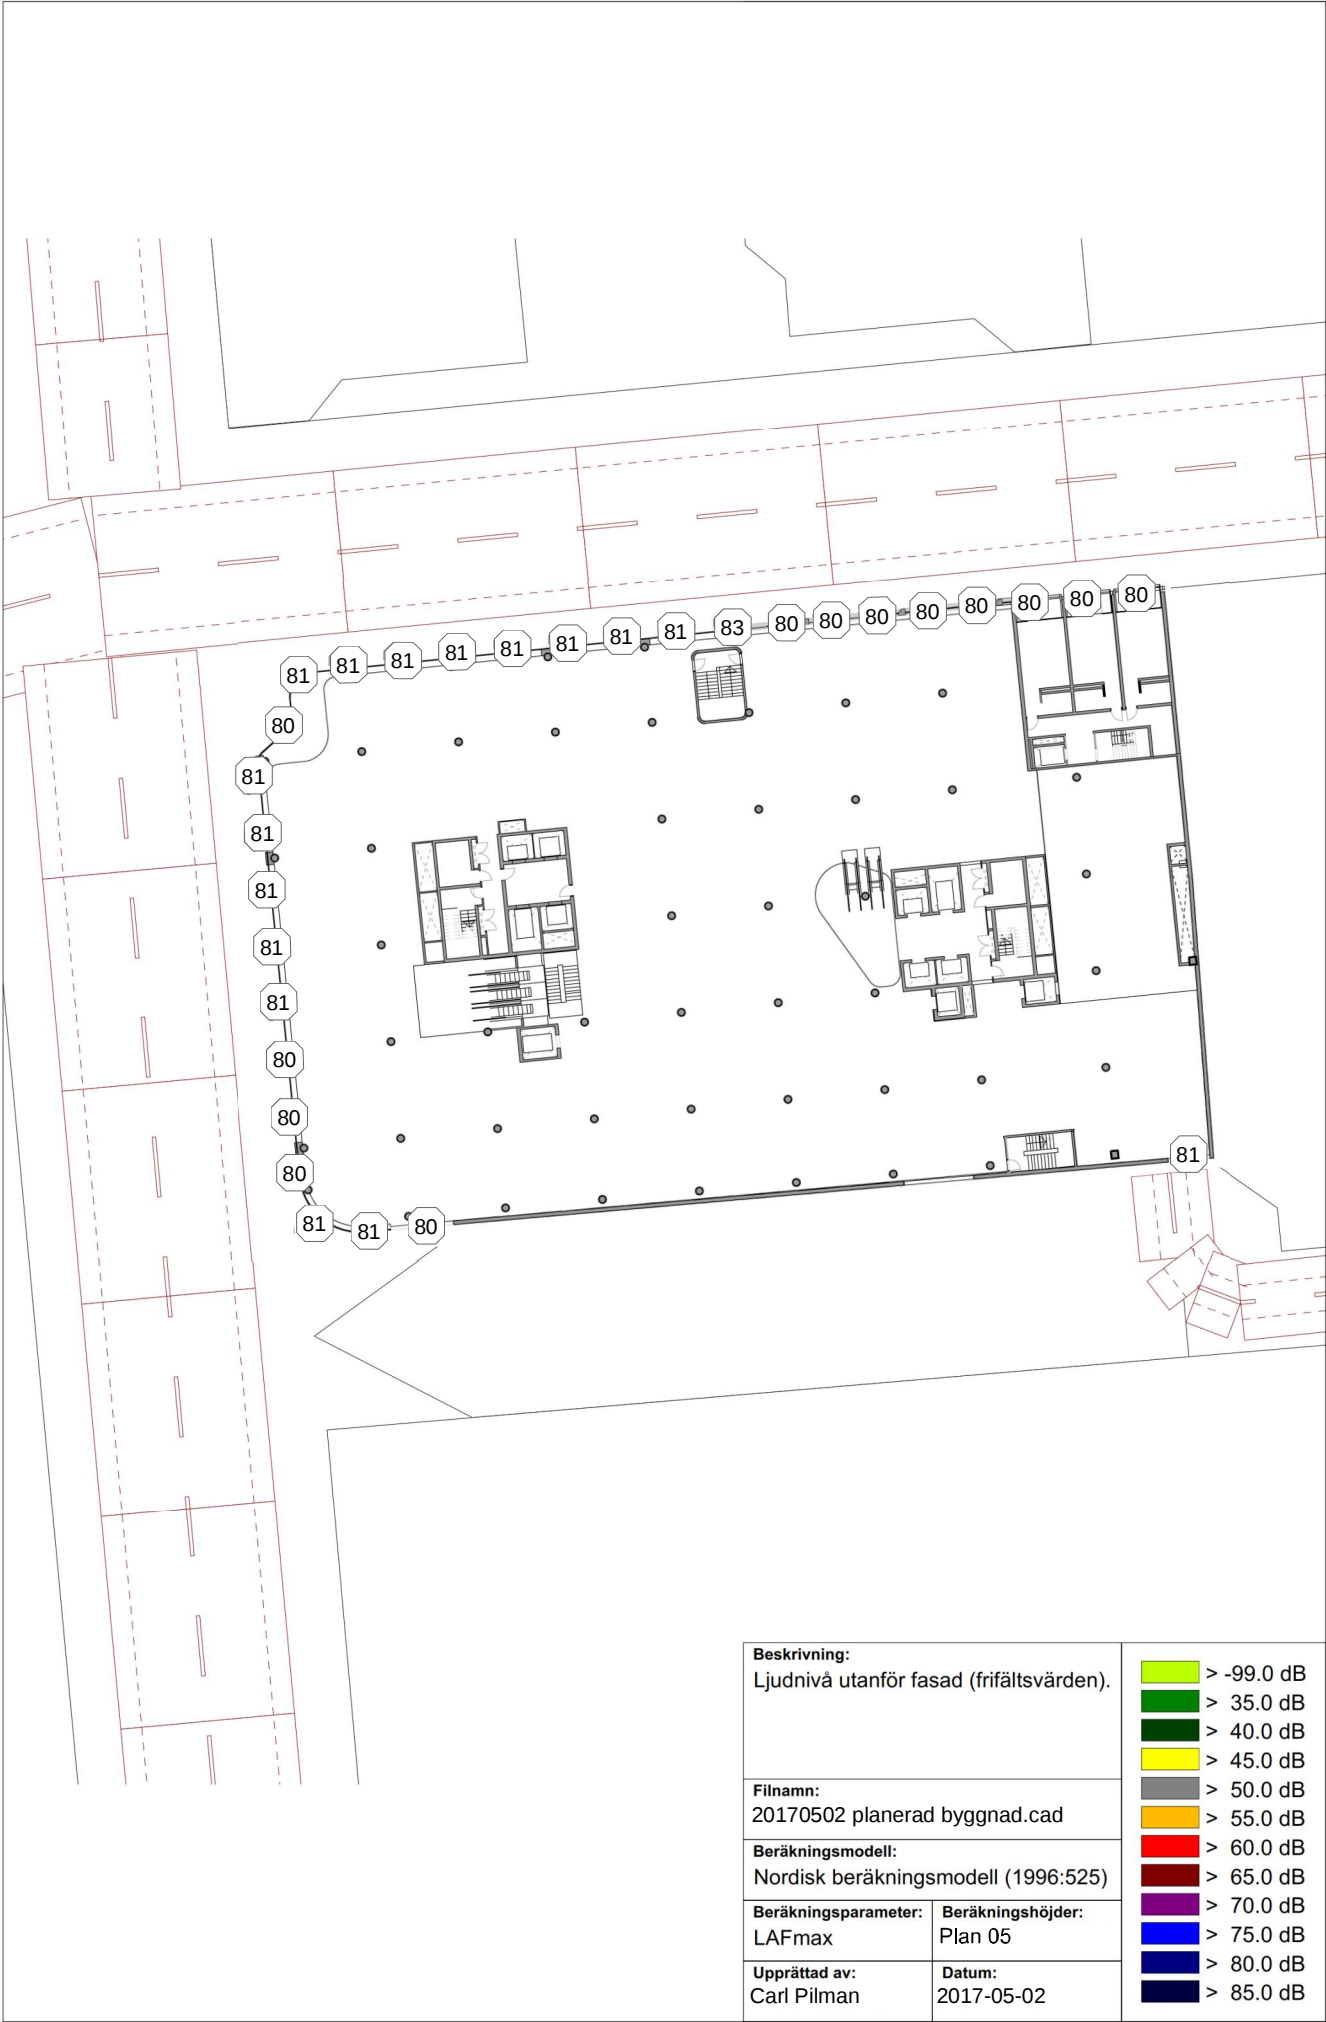 80
80
80
80
80
80
80
80
83
81
81
81
81
81
81
81
81
80
81
81
81
81
81
80
80
80
81
81
80
81
Beskrivning:
Ljudnivå utanför fasad (frifältsvärden).
Filnamn:
20170502 planerad byggnad.cad
Beräkningsmodell:
Nordisk beräkningsmodell (1996:525)
Beräkningsparameter:
LAFmax
Beräkningshöjder:
Plan 05
Upprättad av:
Carl Pilman
Datum:
2017-05-02
> -99.0 dB
> 35.0 dB
> 40.0 dB
> 45.0 dB
> 50.0 dB
> 55.0 dB
> 60.0 dB
> 65.0 dB
> 70.0 dB
> 75.0 dB
> 80.0 dB
> 85.0 dB